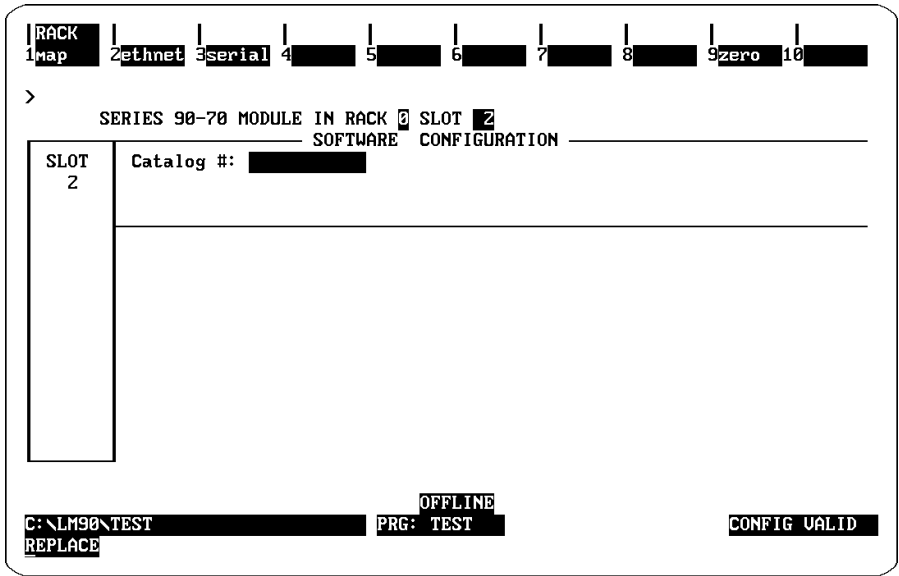 RACK
1map 2ethnet 3serial 4 5 6 7 8 9zero 10
>
SERIES 90-70 MODULE IN RACK 0 SLOT 2
SOFTWARE CONFIGURATION
SLOT Catalog #:
2
OFFLINE
C:\LM90\TEST PRG: TEST CONFIG VALID
REPLACE